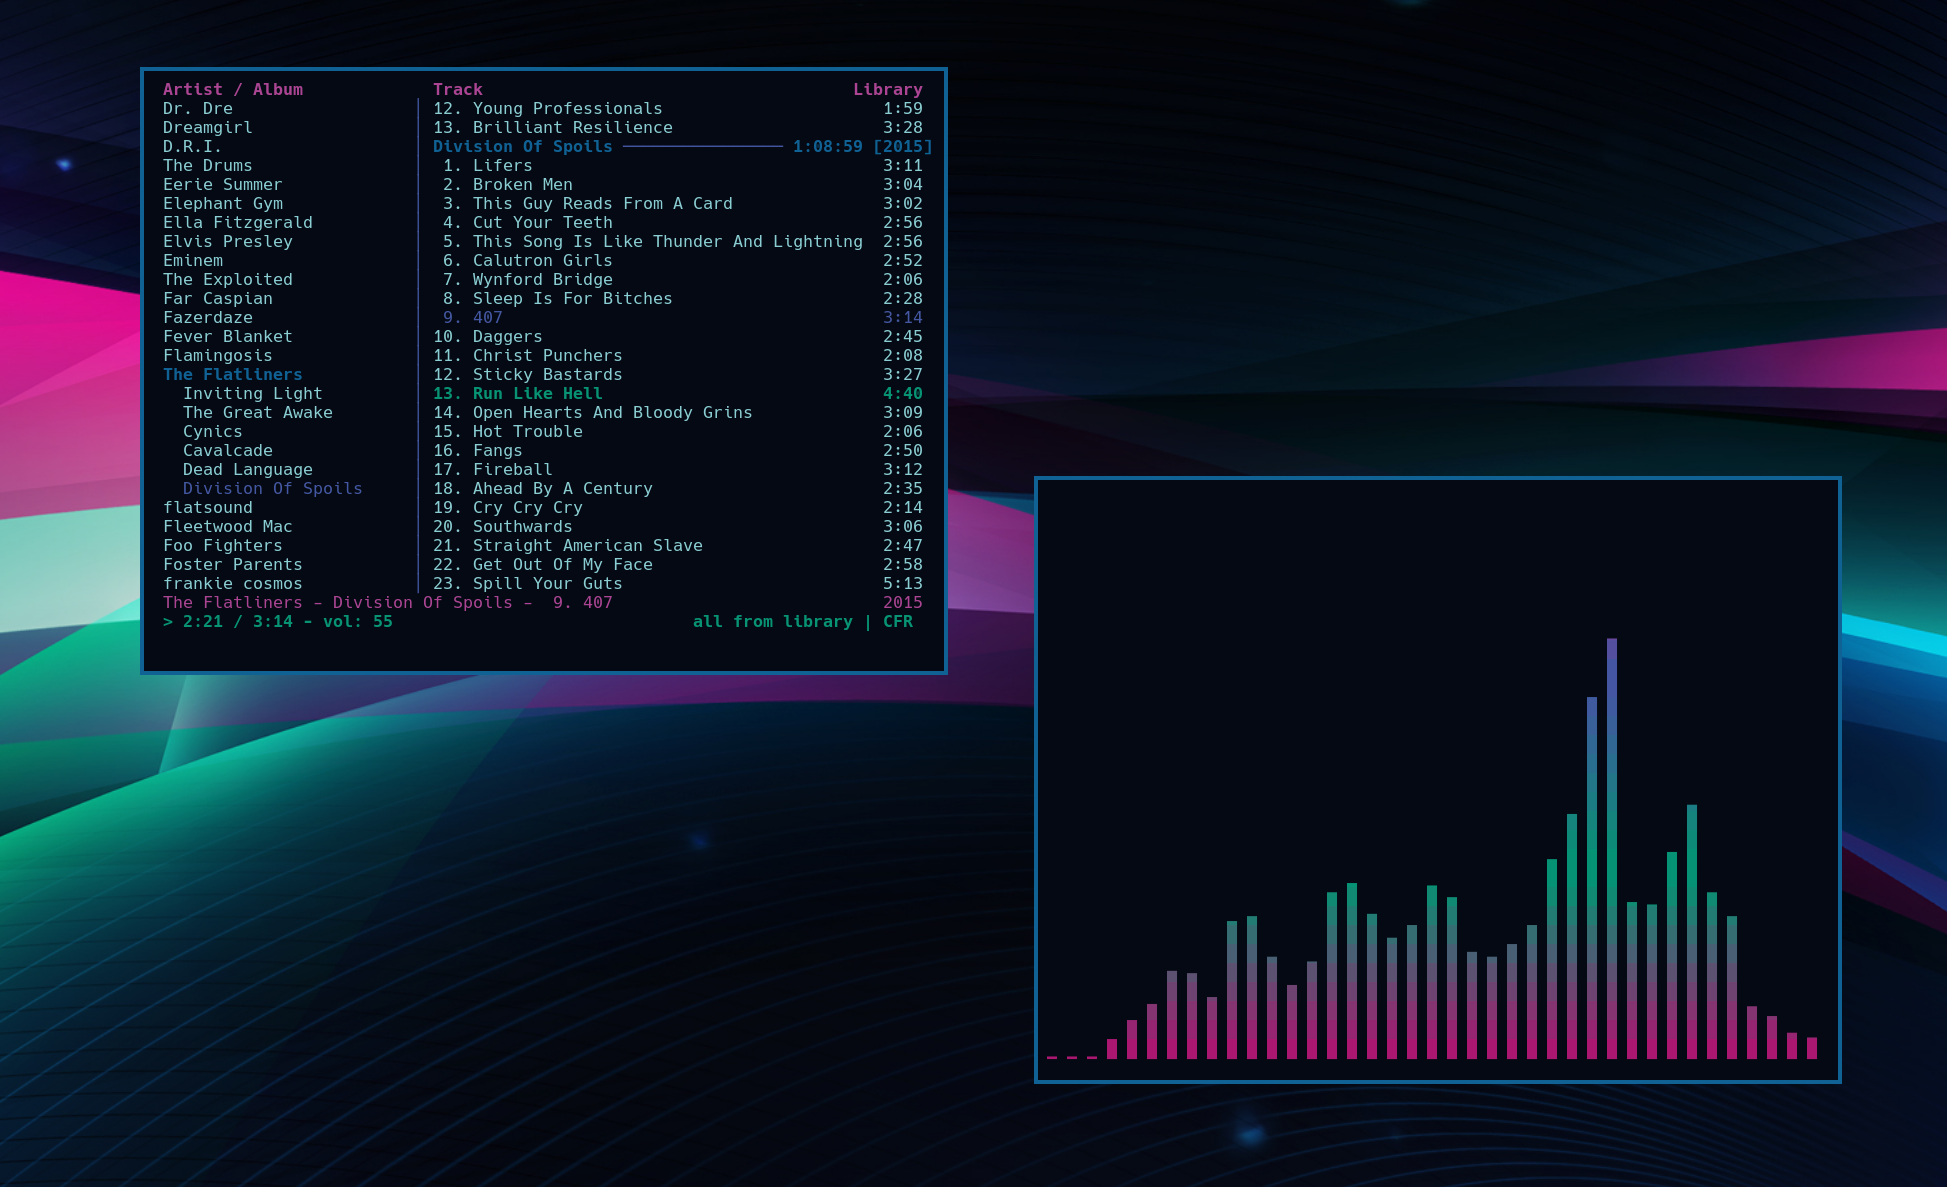 Artist / Album Track Library
Dr. Dre 12. Young Professionals 1:59
Dreamgirl 13. Brilliant Resilience 3:28
D.R.I. Division Of Spoils ──────────────── 1:08:59 [2015]
The Drums 1. Lifers 3:11
Eerie Summer 2. Broken Men 3:04
Elephant Gym 3. This Guy Reads From A Card 3:02
Ella Fitzgerald 4. Cut Your Teeth 2:56
Elvis Presley 5. This Song Is Like Thunder And Lightning 2:56
Eminem 6. Calutron Girls 2:52
The Exploited 7. Wynford Bridge 2:06
Far Caspian 8. Sleep Is For Bitches 2:28
Fazerdaze 9. 407 3:14
Fever Blanket 10. Daggers 2:45
Flamingosis 11. Christ Punchers 2:08
The Flatliners 12. Sticky Bastards 3:27
Inviting Light 13. Run Like Hell 4:40
The Great Awake 14. Open Hearts And Bloody Grins 3:09
Cynics 15. Hot Trouble 2:06
Cavalcade 16. Fangs 2:50
Dead Language 17. Fireball 3:12
Division Of Spoils 18. Ahead By A Century 2:35
flatsound 19. Cry Cry Cry 2:14
Fleetwood Mac 20. Southwards 3:06
Foo Fighters 21. Straight American Slave 2:47
Foster Parents 22. Get Out Of My Face 2:58
frankie cosmos 23. Spill Your Guts 5:13
The Flatliners - Division Of Spoils - 9. 407 2015
> 2:21 / 3:14 - vol: 55 all from library | CFR